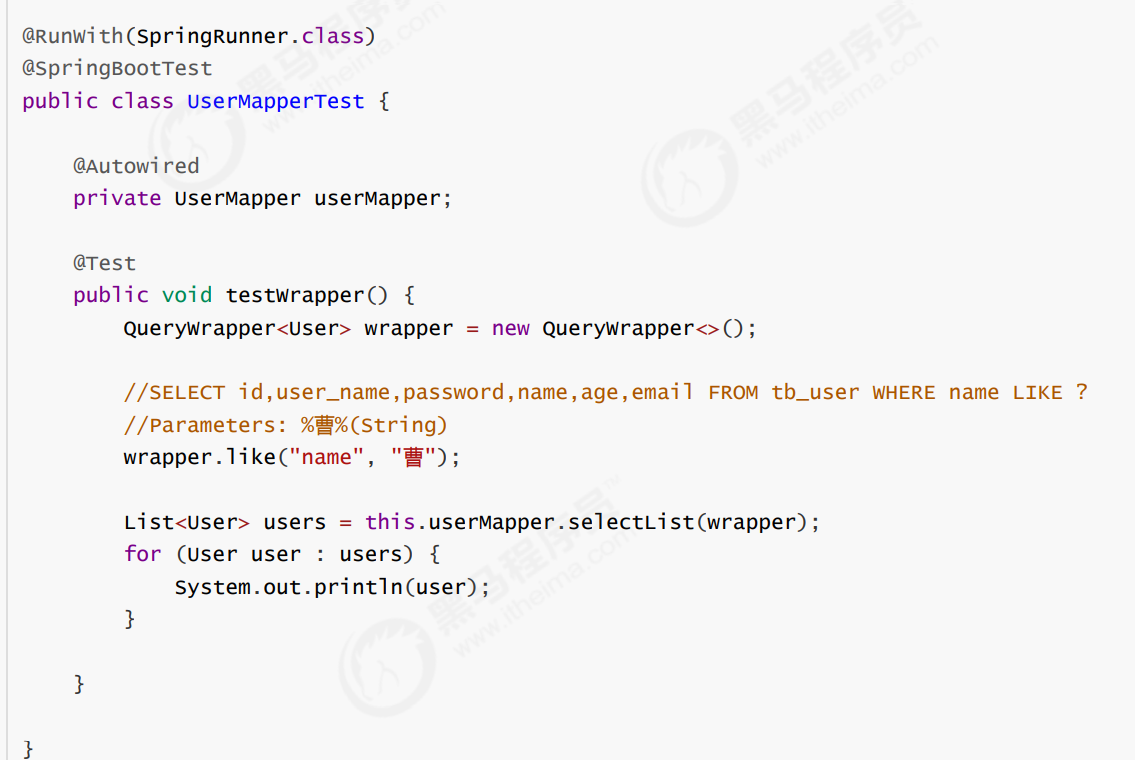 @RunWith(SpringRunner.class)
@SpringBootTest
public class UserMapperTest {
@Autowired
private UserMapper userMapper;
@Test
public void testWrapper() {
QueryWrapper<User> wrapper = new QueryWrapper<>();
//SELECT id,user_name,password,name,age,email FROM tb_user WHERE name LIKE ?
//Parameters: %曹%(String)
wrapper.like("name", "曹");
List<User> users = this.userMapper.selectList(wrapper);
for (User user : users) {
System.out.println(user);
}
}
}
黑马程序员
www.itheima.com
黑马程序员
www.itheima.com
黑马程序员™
www.itheima.com